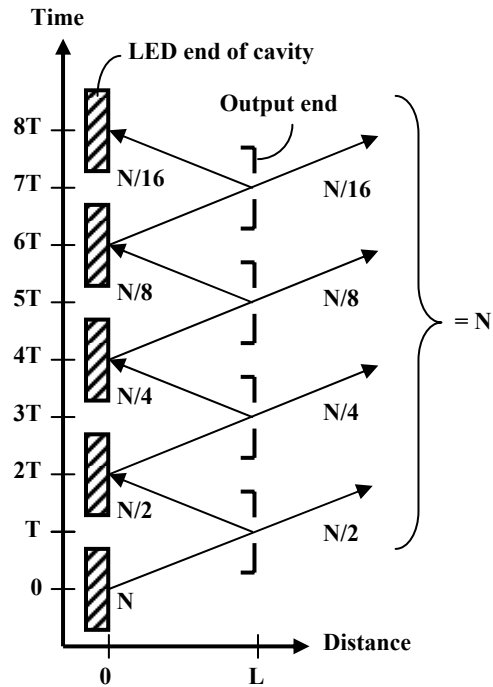 Time
LED end of cavity
Output end
8T
7T
N/16
N/16
6T
5T
N/8
N/8
= N
4T
3T
N/4
N/4
2T
T
N/2
N/2
0
N
Distance
0
L